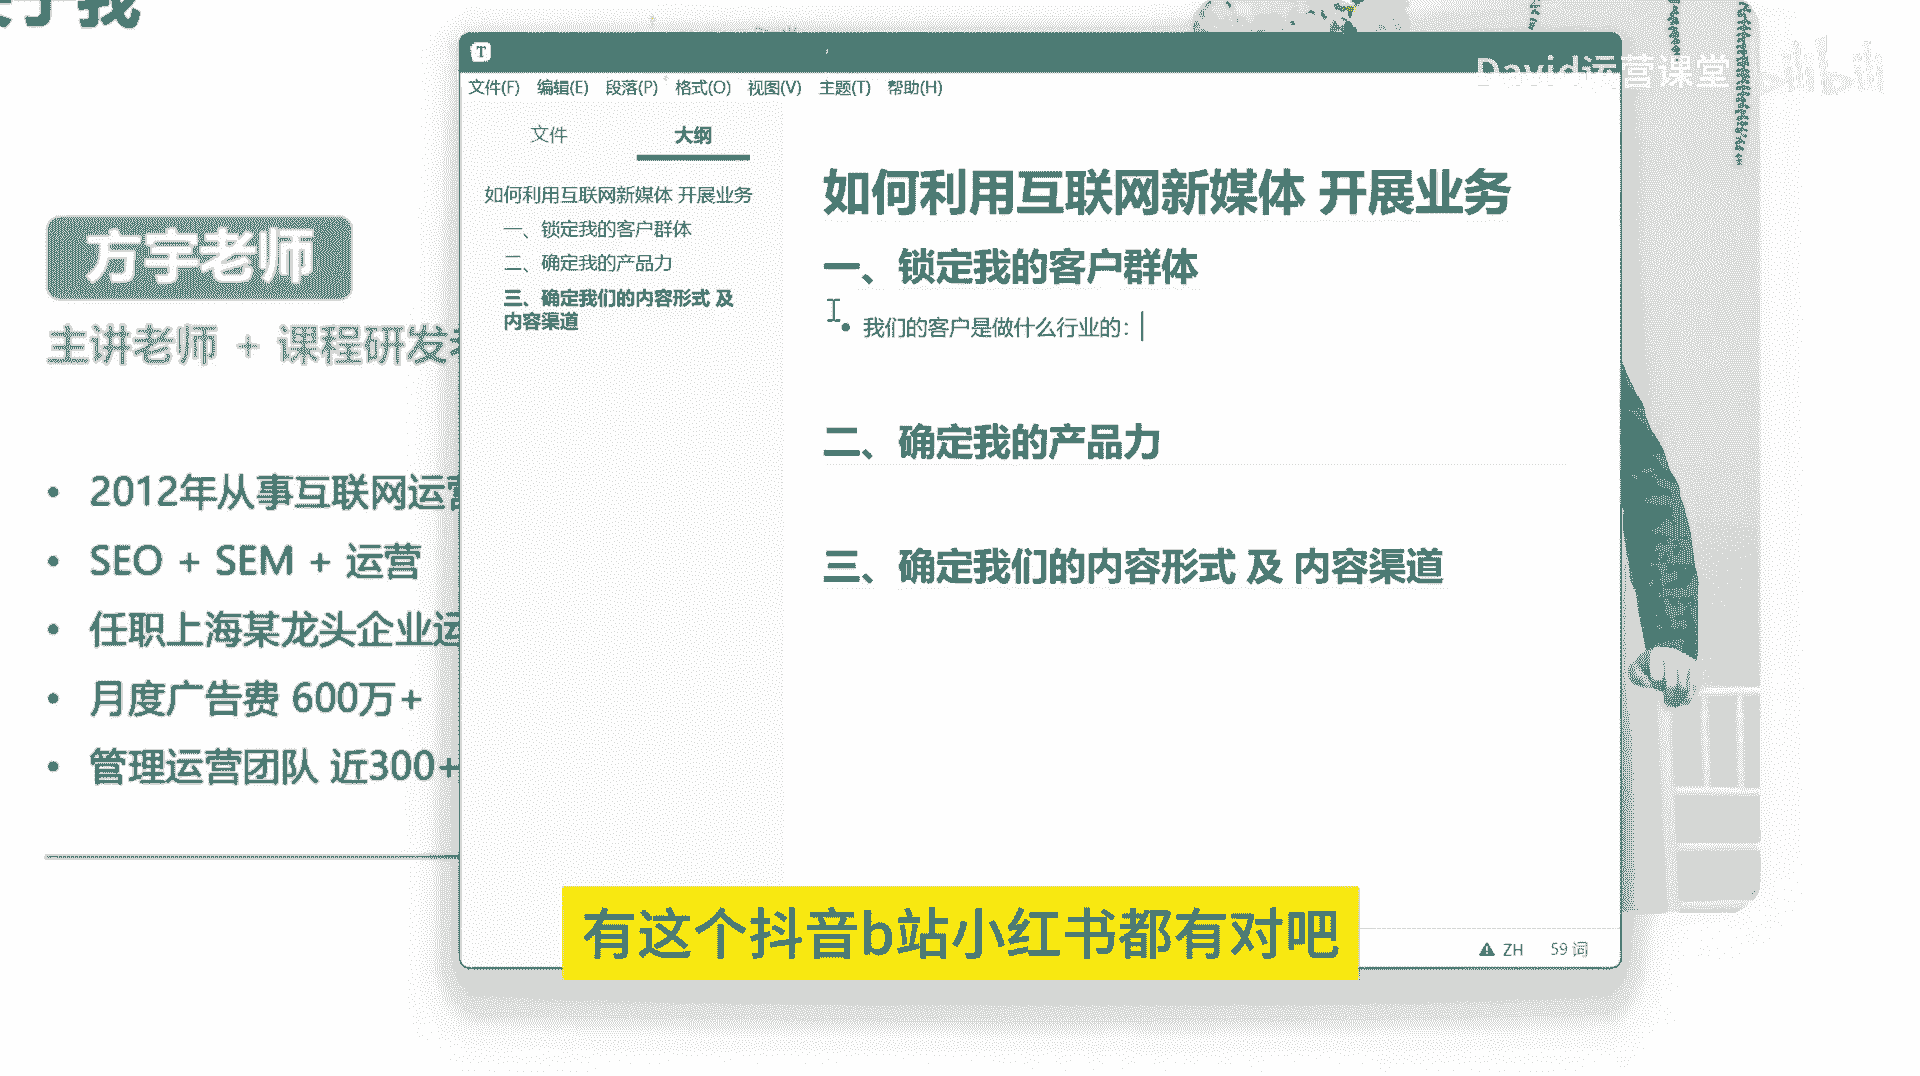 David运营课堂 bilibili
T
文件(F) 编辑(E) 段落(P) 格式(O) 视图(V) 主题(T) 帮助(H)
文件 大纲
如何利用互联网新媒体 开展业务
一、锁定我的客户群体
二、确定我的产品力
三、确定我们的内容形式 及
内容渠道
如何利用互联网新媒体 开展业务
一、锁定我的客户群体
• 我们的客户是做什么行业的：
二、确定我的产品力
三、确定我们的内容形式 及 内容渠道
ZH 59 词
方宇老师
主讲老师 + 课程研发
• 2012年从事互联网运营
• SEO + SEM + 运营
• 任职上海某龙头企业运
• 月度广告费 600万+
• 管理运营团队 近300+
有这个抖音b站小红书都有对吧